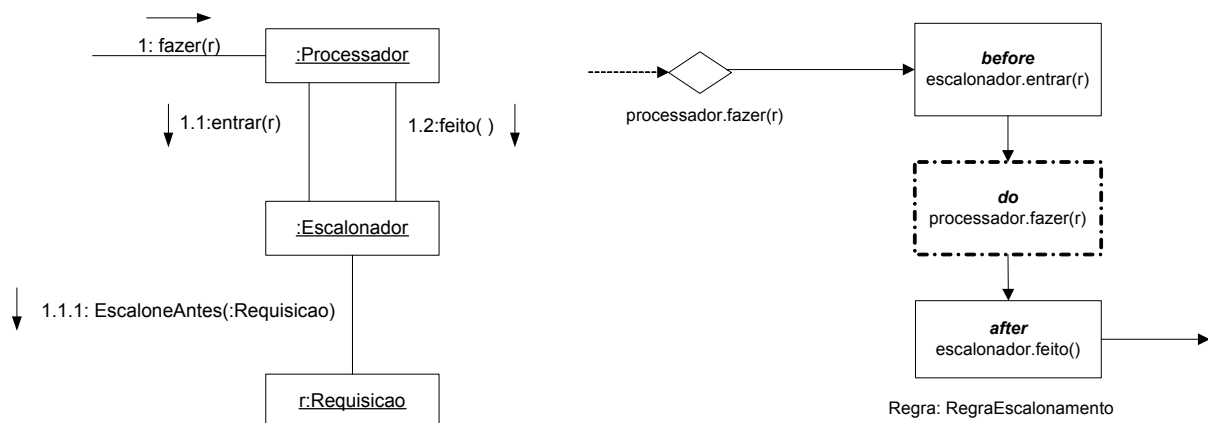 1: fazer(r)
:Processador
1.1:entrar(r)
1.2:feito( )
:Escalonador
1.1.1: EscaloneAntes(:Requisicao)
r:Requisicao
processador.fazer(r)
before
escalonador.entrar(r)
do
processador.fazer(r)
after
escalonador.feito()
Regra: RegraEscalonamento